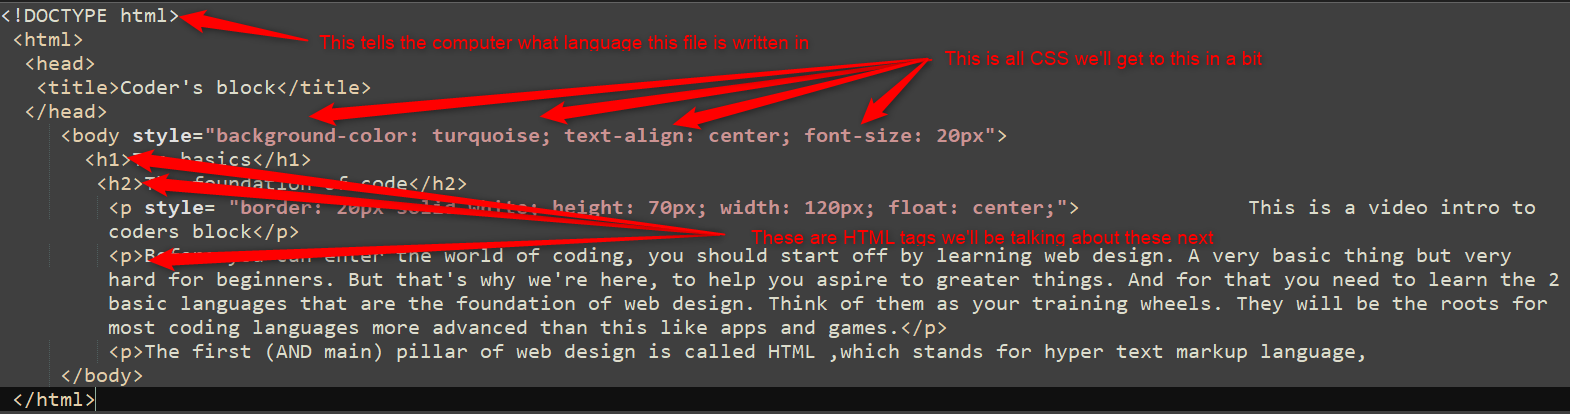 <!DOCTYPE html>
This tells the computer what language this file is written in
<html>
<head>
This is all CSS we'll get to this in a bit
<title>Coder's block</title>
</head>
<body style="background-color: turquoise; text-align: center; font-size: 20px">
<h1>The basics</h1>
<h2>The foundation of code</h2>
<p style= "border: 20px solid white; height: 70px; width: 120px; float: center;"> This is a video intro to
coders block</p>
These are HTML tags we'll be talking about these next
<p>Before you can enter the world of coding, you should start off by learning web design. A very basic thing but very
hard for beginners. But that's why we're here, to help you aspire to greater things. And for that you need to learn the 2
basic languages that are the foundation of web design. Think of them as your training wheels. They will be the roots for
most coding languages more advanced than this like apps and games.</p>
<p>The first (AND main) pillar of web design is called HTML ,which stands for hyper text markup language,
</body>
</html>